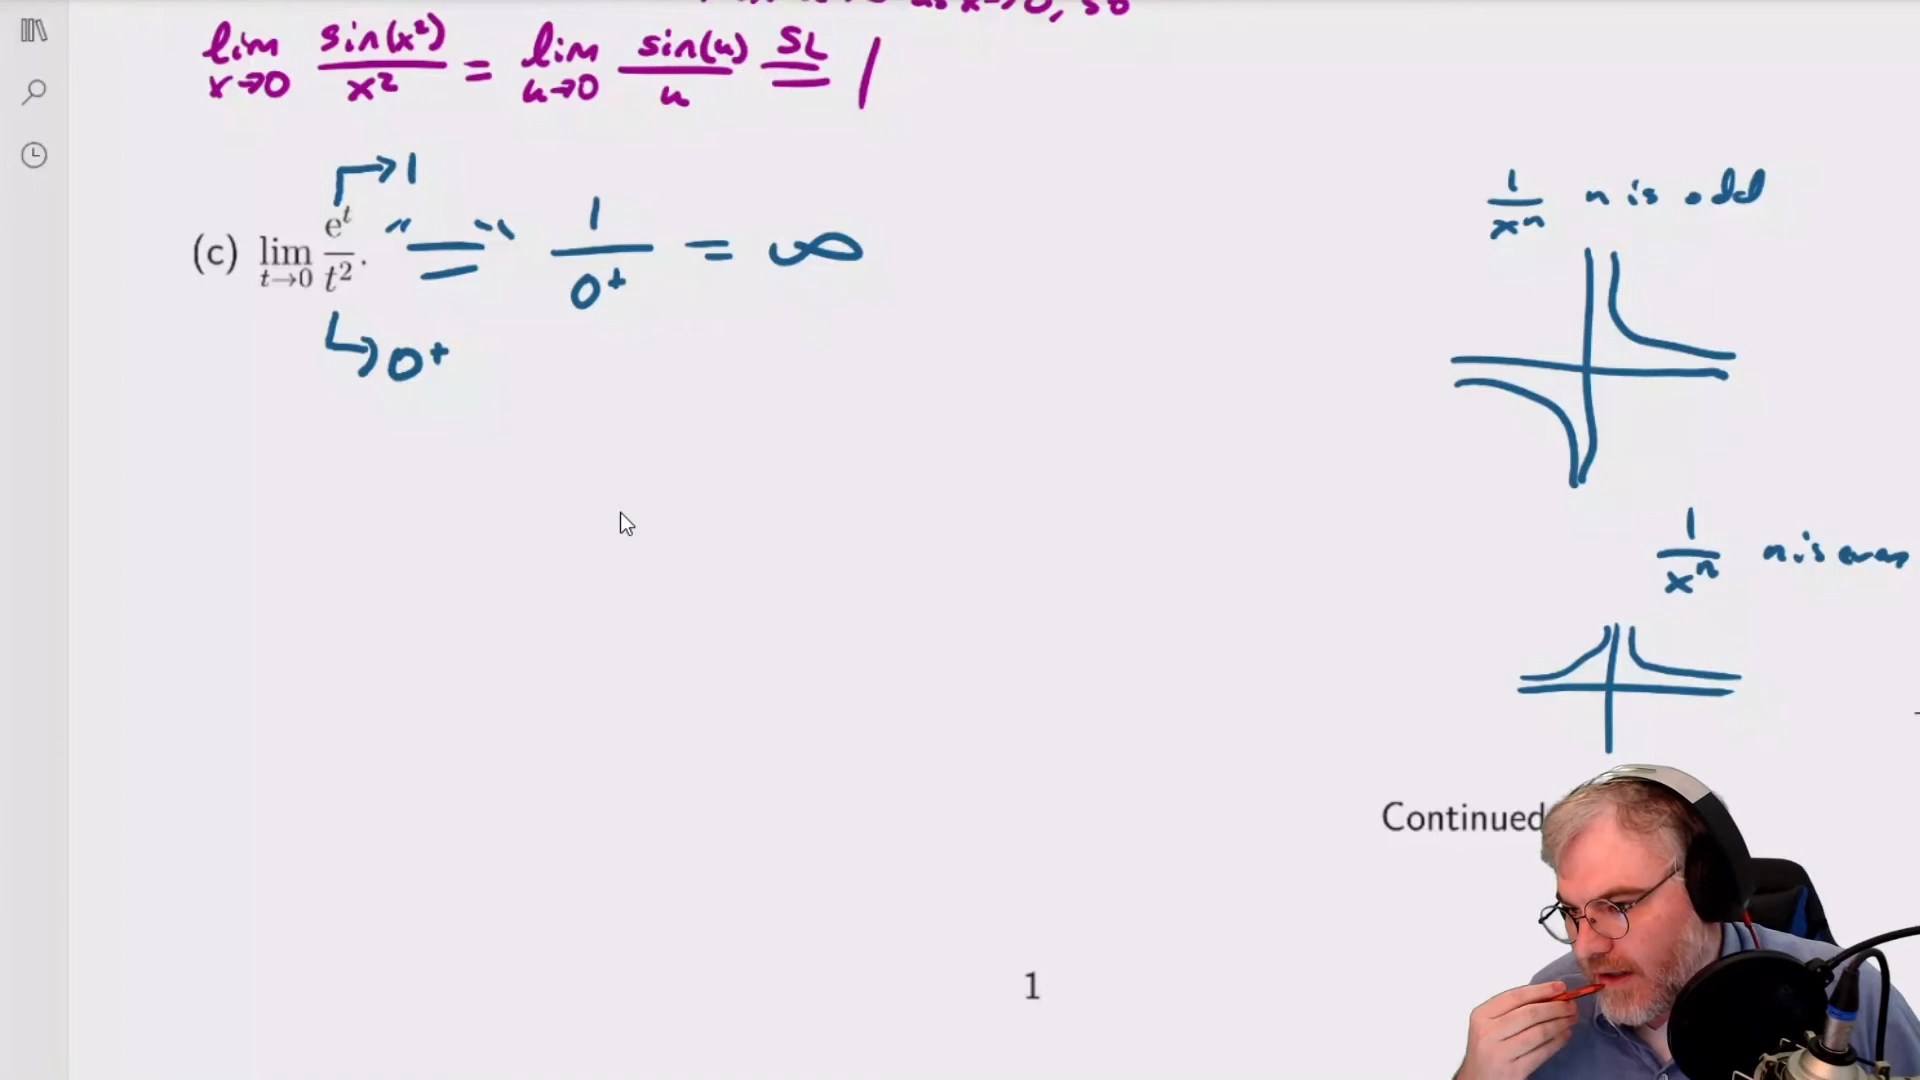 lim x→0 sin(x²)/x² = lim u→0 sin(u)/u SL= 1
→1
(c) lim t→0 e^t/t². "=" 1/0⁺ = ∞
→0⁺
1/xⁿ n is odd
1/xⁿ n is even
Continued
1